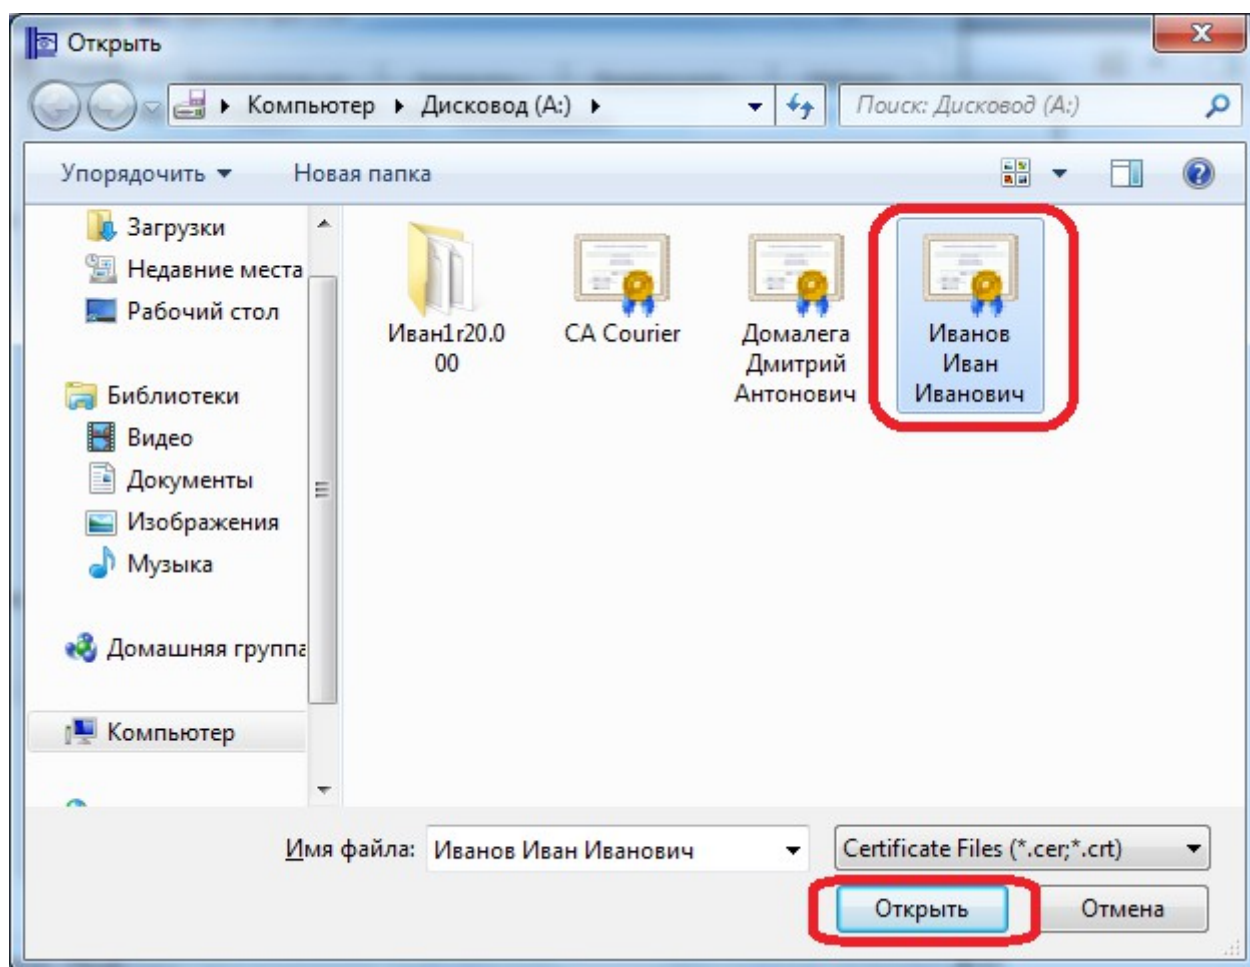 Открыть
Компьютер Дисковод (A:)
Поиск: Дисковод (A:)
Упорядочить
Новая папка
Загрузки
Недавние места
Рабочий стол
Библиотеки
Видео
Документы
Изображения
Музыка
Домашняя группа
Компьютер
Иван1r20.0
00
CA Courier
Домалега
Дмитрий
Антонович
Иванов
Иван
Иванович
Имя файла: Иванов Иван Иванович
Certificate Files (*.cer;*.crt)
Открыть
Отмена